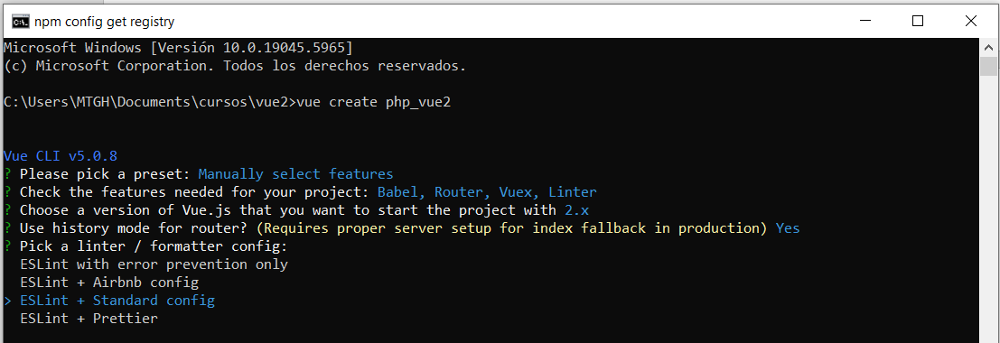 npm config get registry
Microsoft Windows [Versión 10.0.19045.5965]
(c) Microsoft Corporation. Todos los derechos reservados.
C:\Users\MTGH\Documents\cursos\vue2>vue create php_vue2
Vue CLI v5.0.8
? Please pick a preset: Manually select features
? Check the features needed for your project: Babel, Router, Vuex, Linter
? Choose a version of Vue.js that you want to start the project with 2.x
? Use history mode for router? (Requires proper server setup for index fallback in production) Yes
? Pick a linter / formatter config:
ESLint with error prevention only
ESLint + Airbnb config
> ESLint + Standard config
ESLint + Prettier